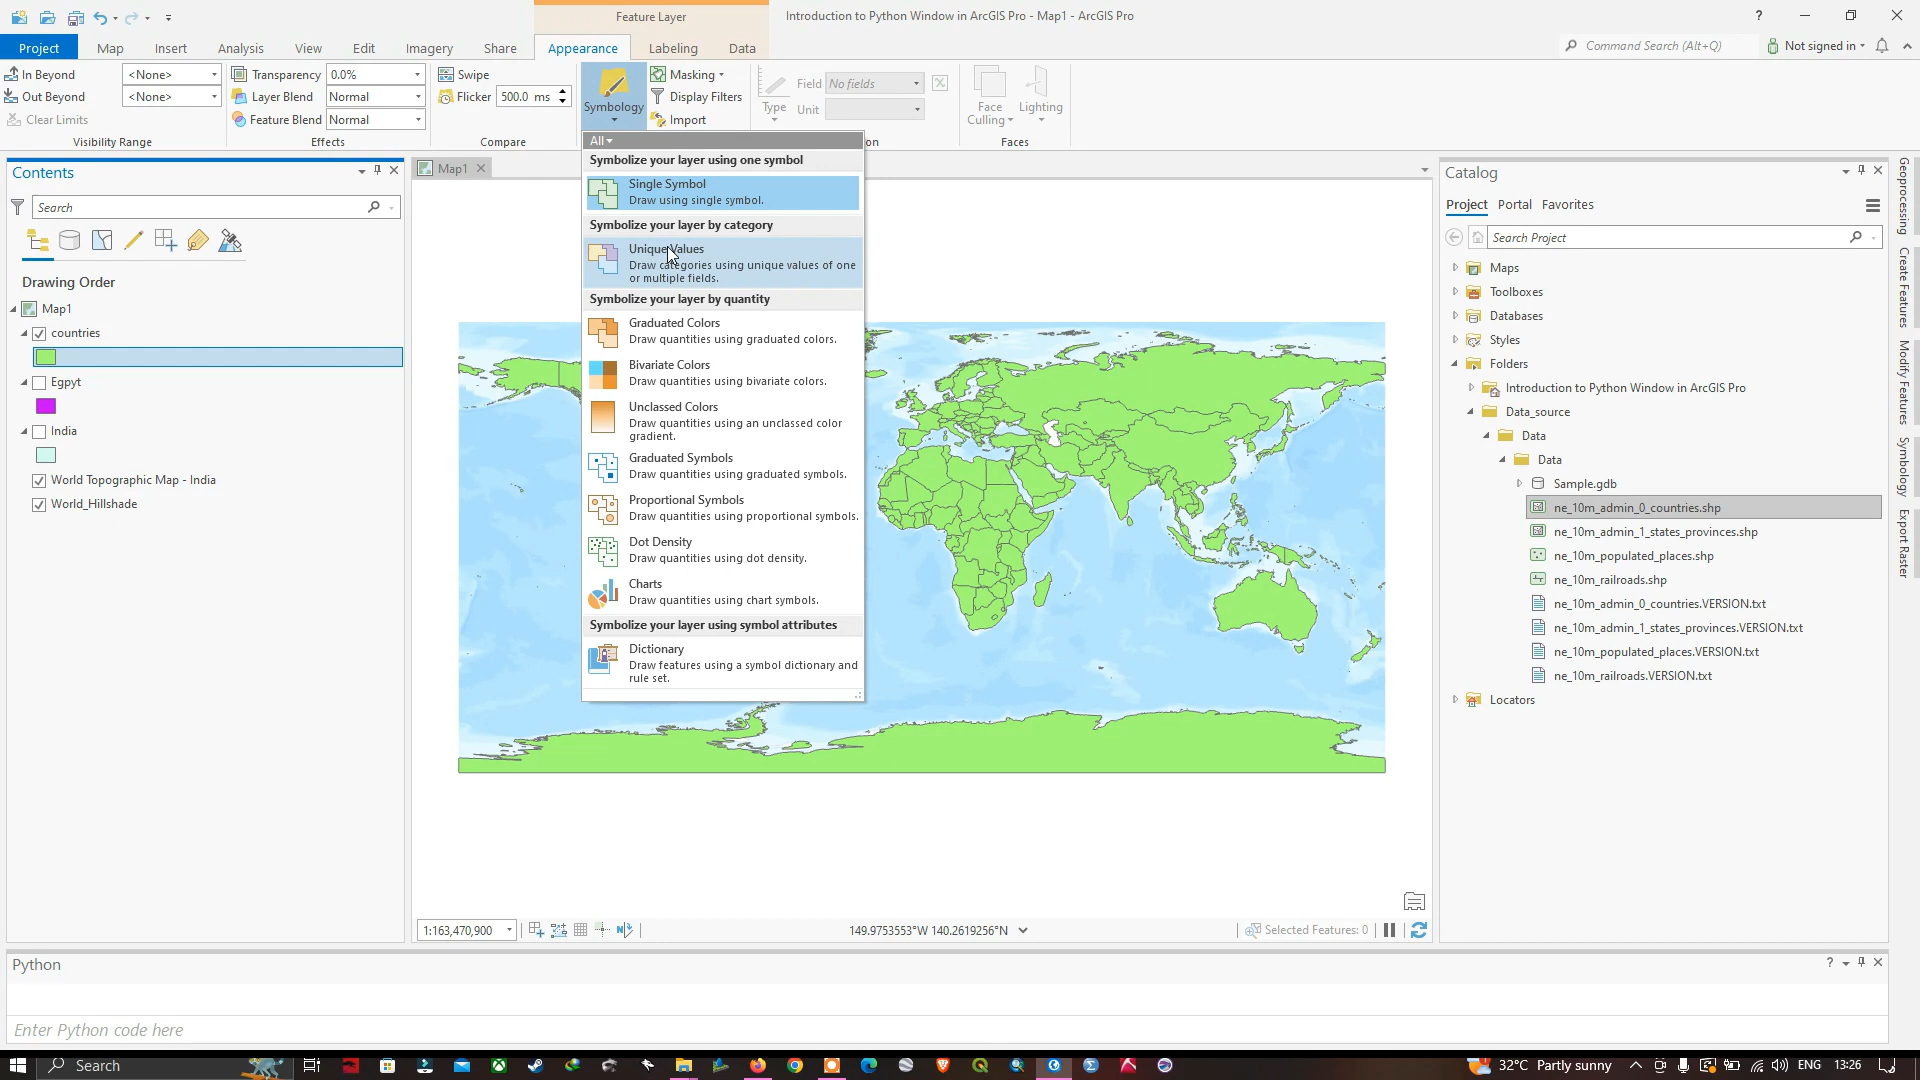 Feature Layer
Introduction to Python Window in ArcGIS Pro - Map1 - ArcGIS Pro
?
Project
Map
Insert
Analysis
View
Edit
Imagery
Share
Appearance
Labeling
Data
Command Search (Alt+Q)
Not signed in
In Beyond
<None>
Out Beyond
<None>
Clear Limits
Visibility Range
Transparency
0.0%
Layer Blend
Normal
Feature Blend
Normal
Effects
Swipe
Flicker
500.0 ms
Compare
Symbology
Masking
Display Filters
Import
Type
Field
No fields
Unit
on
Face
Culling
Lighting
Faces
Contents
Search
Drawing Order
Map1
countries
Egpyt
India
World Topographic Map - India
World_Hillshade
Map1
All
Symbolize your layer using one symbol
Single Symbol
Draw using single symbol.
Symbolize your layer by category
Unique Values
Draw categories using unique values of one
or multiple fields.
Symbolize your layer by quantity
Graduated Colors
Draw quantities using graduated colors.
Bivariate Colors
Draw quantities using bivariate colors.
Unclassed Colors
Draw quantities using an unclassed color
gradient.
Graduated Symbols
Draw quantities using graduated symbols.
Proportional Symbols
Draw quantities using proportional symbols.
Dot Density
Draw quantities using dot density.
Charts
Draw quantities using chart symbols.
Symbolize your layer using symbol attributes
Dictionary
Draw features using a symbol dictionary and
rule set.
1:163,470,900
149.9753553°W 140.2619256°N
Selected Features: 0
Catalog
Project
Portal
Favorites
Search Project
Maps
Toolboxes
Databases
Styles
Folders
Introduction to Python Window in ArcGIS Pro
Data_source
Data
Data
Sample.gdb
ne_10m_admin_0_countries.shp
ne_10m_admin_1_states_provinces.shp
ne_10m_populated_places.shp
ne_10m_railroads.shp
ne_10m_admin_0_countries.VERSION.txt
ne_10m_admin_1_states_provinces.VERSION.txt
ne_10m_populated_places.VERSION.txt
ne_10m_railroads.VERSION.txt
Locators
Geoprocessing
Create Features
Modify Features
Symbology
Export Raster
Python
?
Enter Python code here
Search
32°C Partly sunny
ENG
13:26